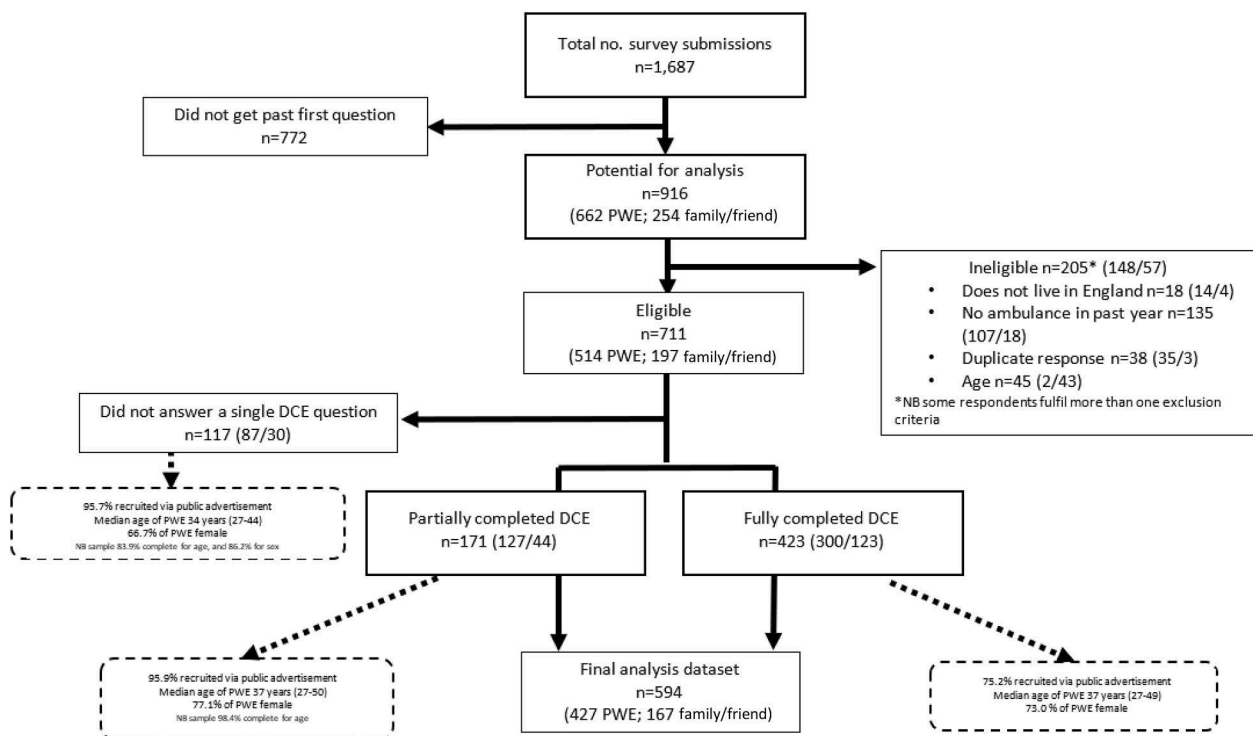 Total no. survey submissions
n=1,687
Did not get past first question
n=772
Potential for analysis
n=916
(662 PWE; 254 family/friend)
Ineligible n=205* (148/57)
• Does not live in England n=18 (14/4)
• No ambulance in past year n=135
(107/18)
• Duplicate response n=38 (35/3)
• Age n=45 (2/43)
*NB some respondents fulfil more than one exclusion
criteria
Eligible
n=711
(514 PWE; 197 family/friend)
Did not answer a single DCE question
n=117 (87/30)
95.7% recruited via public advertisement
Median age of PWE 34 years (27-44)
66.7% of PWE female
NB sample 83.9% complete for age, and 86.2% for sex
Partially completed DCE
n=171 (127/44)
Fully completed DCE
n=423 (300/123)
95.9% recruited via public advertisement
Median age of PWE 37 years (27-50)
77.1% of PWE female
NB sample 98.4% complete for age
Final analysis dataset
n=594
(427 PWE; 167 family/friend)
75.2% recruited via public advertisement
Median age of PWE 37 years (27-49)
73.0 % of PWE female